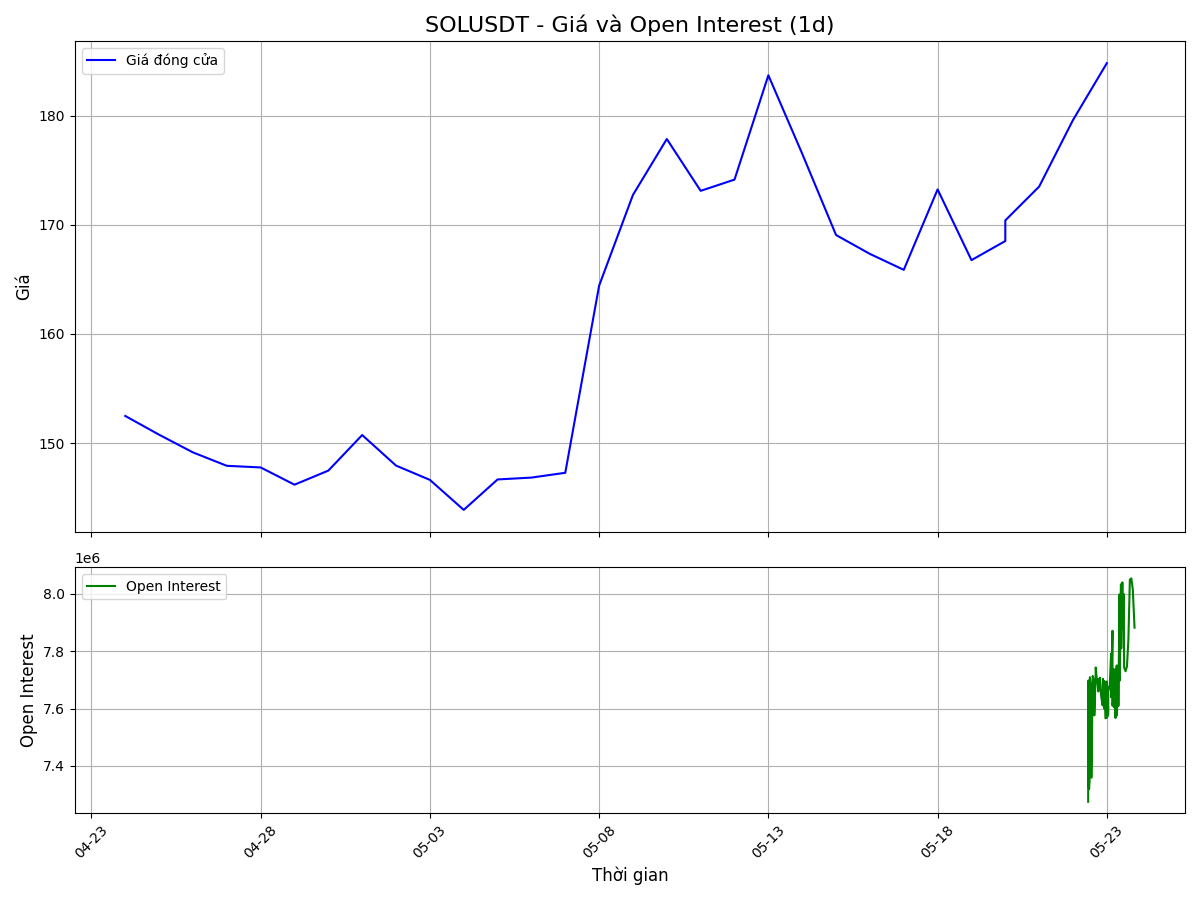 SOLUSDT - Giá và Open Interest (1d)
Giá đóng cửa
180
170
160
150
Giá
1e6
Open Interest
8.0
7.8
7.6
7.4
Open Interest
04-23
04-28
05-03
05-08
05-13
05-18
05-23
Thời gian